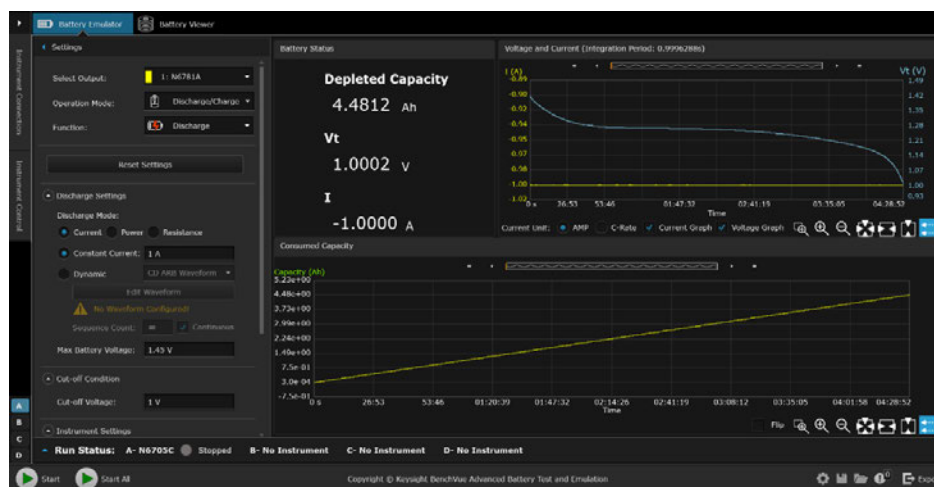 Battery Emulator
Battery Viewer
Settings
Select Output:
1: N6781A
Operation Mode:
Discharge/Charge
Function:
Discharge
Reset Settings
Discharge Settings
Discharge Mode:
Current
Power
Resistance
Constant Current:
1 A
Dynamic
CD ARB Waveform
Edit Waveform
No Waveform Configured!
Sequence Count:
∞
Continuous
Max Battery Voltage:
1.45 V
Cut-off Condition
Cut-off Voltage:
1 V
Instrument Settings
Instrument Connection
Instrument Control
A
B
C
D
Battery Status
Depleted Capacity
4.4812 Ah
Vt
1.0002 V
I
-1.0000 A
Voltage and Current (Integration Period: 0.9996288s)
I (A)
Vt (V)
-0.89
-0.90
-0.92
-0.94
-0.95
-0.97
-0.98
-1.00
-1.02
1.49
1.42
1.35
1.28
1.21
1.14
1.07
1.00
0.93
0 s
26:53
53:46
01:47:32
02:41:19
03:35:05
04:28:52
Time
Current Unit:
AMP
C-Rate
Current Graph
Voltage Graph
Consumed Capacity
Capacity (Ah)
5.23e+00
4.48e+00
3.73e+00
2.99e+00
2.24e+00
1.49e+00
7.5e-01
3.0e-04
-7.5e-01
0 s
26:53
53:46
01:20:39
01:47:32
02:14:26
02:41:19
03:08:12
03:35:05
04:01:58
04:28:52
Time
Flip
Run Status:
A- N6705C
Stopped
B- No Instrument
C- No Instrument
D- No Instrument
Start
Start All
Copyright © Keysight BenchVue Advanced Battery Test and Emulation
0
Expo